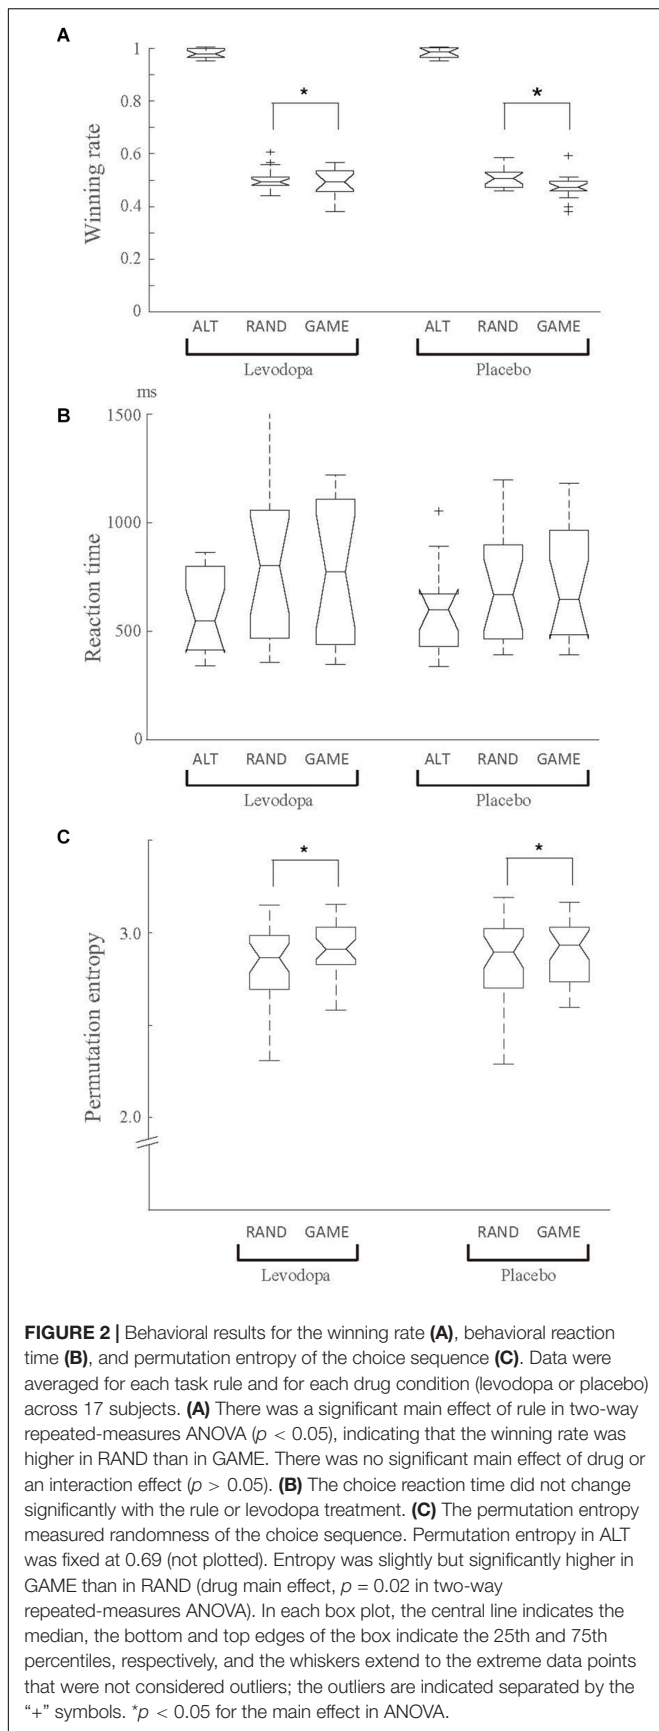 A
1
0.8
0.6
0.4
0.2
0
Winning rate
*
*
+
+
+
+
+
ALT RAND GAME ALT RAND GAME
Levodopa Placebo
B
ms
1500
1000
500
0
Reaction time
+
ALT RAND GAME ALT RAND GAME
Levodopa Placebo
C
3.0
2.0
Permutation entropy
*
*
RAND GAME RAND GAME
Levodopa Placebo
FIGURE 2 | Behavioral results for the winning rate (A), behavioral reaction
time (B), and permutation entropy of the choice sequence (C). Data were
averaged for each task rule and for each drug condition (levodopa or placebo)
across 17 subjects. (A) There was a significant main effect of rule in two-way
repeated-measures ANOVA (p < 0.05), indicating that the winning rate was
higher in RAND than in GAME. There was no significant main effect of drug or
an interaction effect (p > 0.05). (B) The choice reaction time did not change
significantly with the rule or levodopa treatment. (C) The permutation entropy
measured randomness of the choice sequence. Permutation entropy in ALT
was fixed at 0.69 (not plotted). Entropy was slightly but significantly higher in
GAME than in RAND (drug main effect, p = 0.02 in two-way
repeated-measures ANOVA). In each box plot, the central line indicates the
median, the bottom and top edges of the box indicate the 25th and 75th
percentiles, respectively, and the whiskers extend to the extreme data points
that were not considered outliers; the outliers are indicated separated by the
“+” symbols. *p < 0.05 for the main effect in ANOVA.